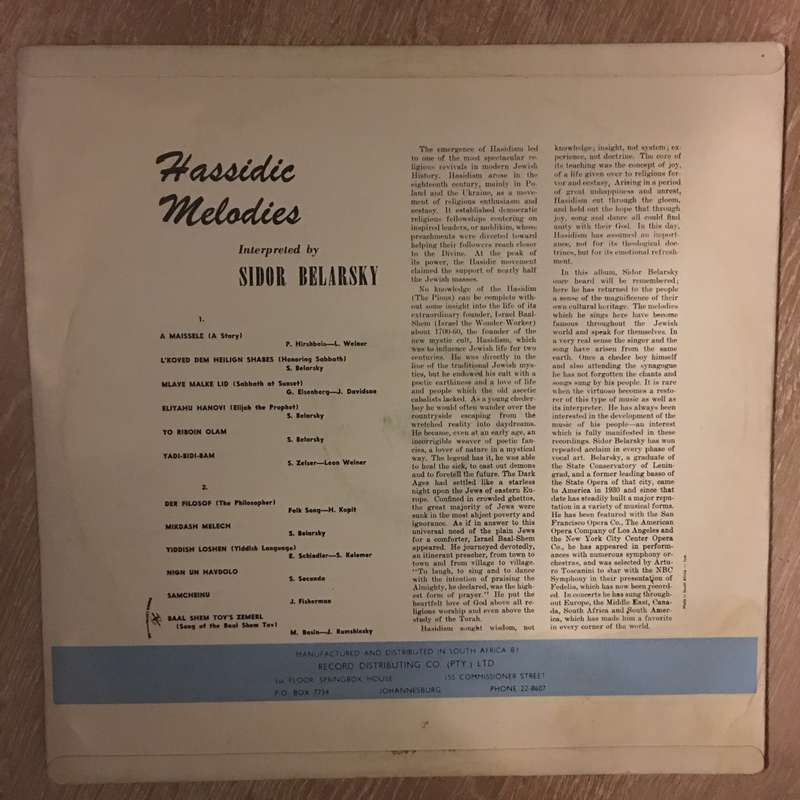 Hassidic
Melodies
Interpreted by
SIDOR BELARSKY
1.
A MAISSELE (A Story)
P. Hirshbein—L. Weiner
L'KOVED DEM HEILIGN SHABES (Honoring Sabbath)
S. Belarsky
MLAVE MALKE LID (Sabbath at Sunset)
G. Eisenberg—J. Davidson
ELIYAHU HANOVI (Elijah the Prophet)
S. Belarsky
YO RIBOIN OLAM
S. Belarsky
YADI-BIDI-BAM
S. Zelser—Leon Weiner
2.
DER FILOSOF (The Philosopher)
Folk Song—H. Kopit
MIKDASH MELECH
S. Belarsky
YIDDISH LOSHEN (Yiddish Language)
E. Schindler—S. Kalemer
NIGN UN HAVDOLO
S. Secunda
SAMCHEINU
J. Fisherman
BAAL SHEM TOV'S ZEMERL
(Song of the Baal Shem Tov)
M. Basin—J. Rumshinsky
The emergence of Hasidism led
to one of the most spectacular re-
ligious revivals in modern Jewish
History. Hasidism arose in the
eighteenth century, mainly in Po-
land and the Ukraine, as a move-
ment of religious enthusiasm and
ecstasy. It established democratic
religious fellowships centering on
inspired leaders, or zaddikim, whose
preachments were directed toward
helping their followers reach closer
to the Divine. At the peak of
its power, the Hasidic movement
claimed the support of nearly half
the Jewish masses.
No knowledge of the Hasidim
(The Pious) can be complete with-
out some insight into the life of its
extraordinary founder, Israel Baal-
Shem (Israel the Wonder-Worker)
about 1700-60, the founder of the
new mystic cult, Hasidism, which
was to influence Jewish life for two
centuries. He was directly in the
line of the traditional Jewish mys-
tics, but he endowed his cult with a
poetic earthiness and a love of life
and people which the old ascetic
cabalists lacked. As a young cheder-
boy he would often wander over the
countryside escaping from the
wretched reality into daydreams.
He became, even at an early age, an
incorrigible weaver of poetic fan-
cies, a lover of nature in a mystical
way. The legend has it, he was able
to heal the sick, to cast out demons
and to foretell the future. The Dark
Ages had settled like a starless
night upon the Jews of eastern Eu-
rope. Confined in crowded ghettos,
the great majority of Jews were
sunk in the most abject poverty and
ignorance. As if in answer to this
universal need of the plain Jews
for a comforter, Israel Baal-Shem
appeared. He journeyed devotedly,
an itinerant preacher, from town to
town and from village to village.
"To laugh, to sing and to dance
with the intention of praising the
Almighty, he declared, was the high-
est form of prayer." He put the
heartfelt love of God above all re-
ligious worship and even above the
study of the Torah.
Hasidism sought wisdom, not
knowledge; insight, not system; ex-
perience, not doctrine. The core of
its teaching was the concept of joy,
of a life given over to religious fer-
vor and ecstasy, Arising in a period
of great unhappiness and unrest,
Hasidism cut through the gloom,
and held out the hope that through
joy, song and dance all could find
unity with their God. In this day,
Hasidism has assumed an import-
ance, not for its theological doc-
trines, but for its emotional refresh-
ment.
In this album, Sidor Belarsky
once heard will be remembered;
here he has returned to the people
a sense of the magnificence of their
own cultural heritage. The melodies
which he sings here have become
famous throughout the Jewish
world and speak for themselves. In
a very real sense the singer and the
song have arisen from the same
earth. Once a cheder boy himself
and also attending the synagogue
he has not forgotten the chants and
songs sung by his people. It is rare
when the virtuoso becomes a resto-
rer of this type of music as well as
its interpreter. He has always been
interested in the development of the
music of his people—an interest
which is fully manifested in these
recordings. Sidor Belarsky has won
repeated acclaim in every phase of
vocal art. Belarsky, a graduate of
the State Conservatory of Lenin-
grad, and a former leading basso of
the State Opera of that city, came
to America in 1930 and since that
date has steadily built a major repu-
tation in a variety of musical forms.
He has been featured with the San
Francisco Opera Co., The American
Opera Company of Los Angeles and
the New York City Center Opera
Co., he has appeared in perform-
ances with numerous symphony or-
chestras, and was selected by Artu-
ro Toscanini to star with the NBC
Symphony in their presentation of
Fedelia, which has now been record-
ed. In concerts he has sung through-
out Europe, the Middle East, Cana-
da, South Africa and South Amer-
ica, which has made him a favorite
in every corner of the world.
Made in South Africa
MANUFACTURED AND DISTRIBUTED IN SOUTH AFRICA BY
RECORD DISTRIBUTING CO. (PTY.) LTD
1st FLOOR SPRINGBOX HOUSE 155 COMMISSIONER STREET
P.O. BOX 7734 JOHANNESBURG PHONE 22-8607